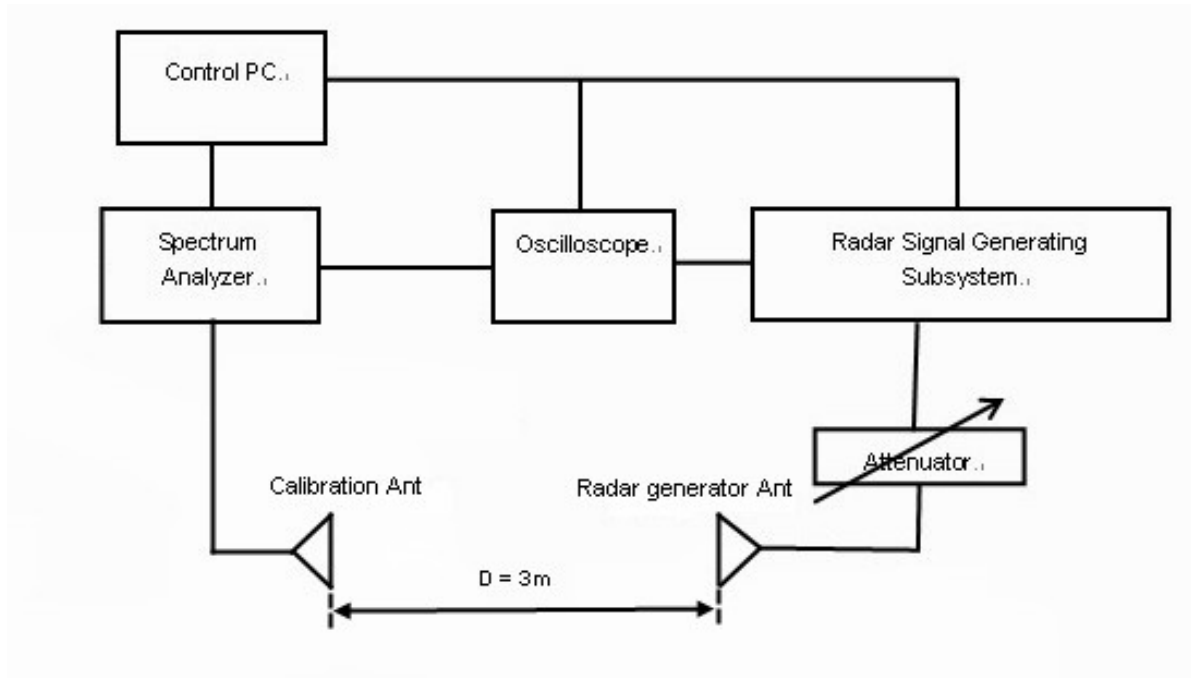 Control PC
Spectrum
Analyzer
Oscilloscope
Radar Signal Generating
Subsystem
Attenuator
Calibration Ant
Radar generator Ant
D = 3m